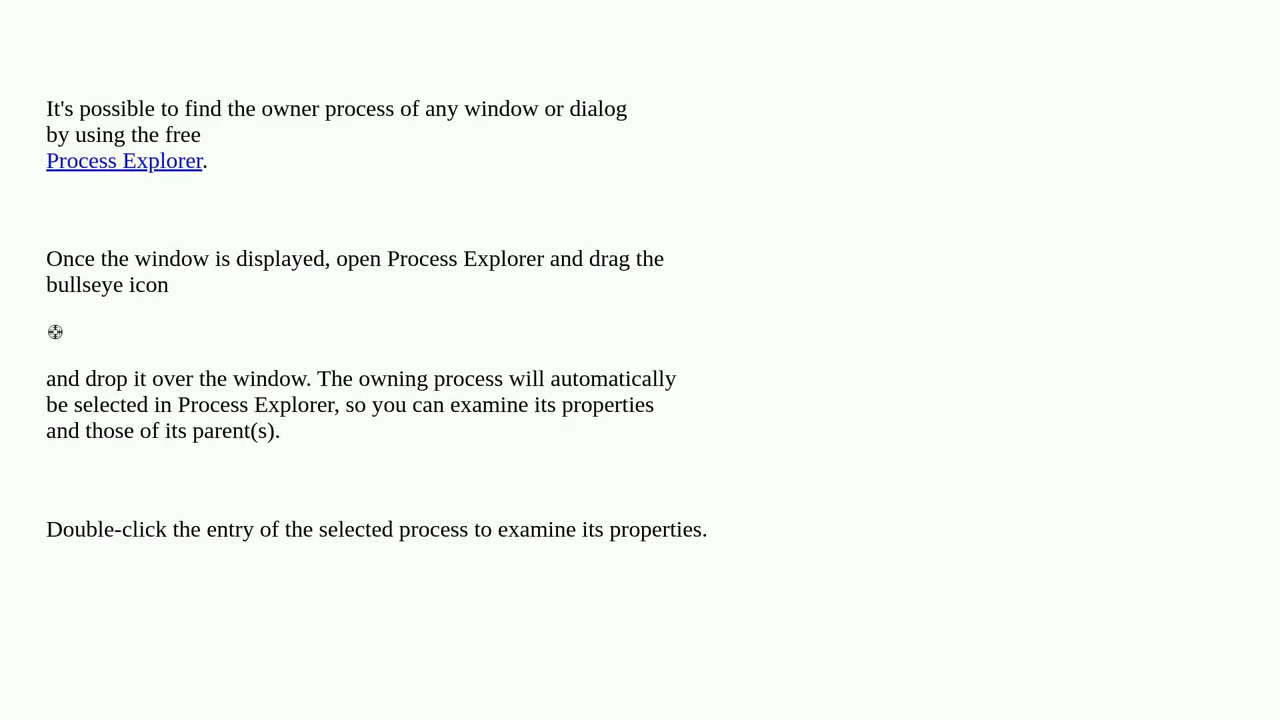 It's possible to find the owner process of any window or dialog
by using the free
Process Explorer.
Once the window is displayed, open Process Explorer and drag the
bullseye icon
and drop it over the window. The owning process will automatically
be selected in Process Explorer, so you can examine its properties
and those of its parent(s).
Double-click the entry of the selected process to examine its properties.